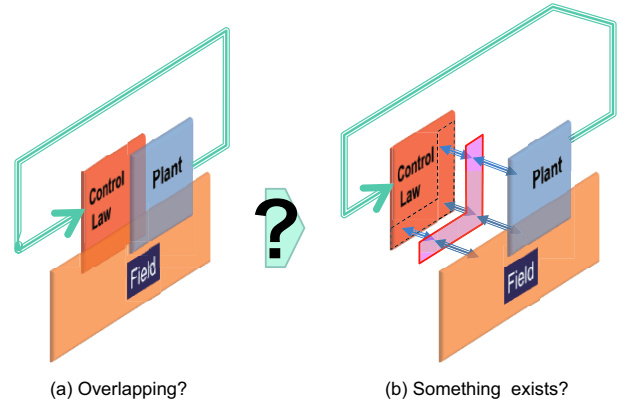 Control
Law
Plant
Field
(a) Overlapping?
?
Control
Law
Plant
Field
(b) Something exists?